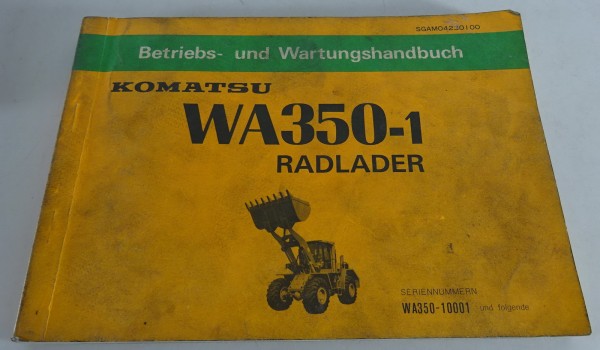 SGAM04230100
Betriebs- und Wartungshandbuch
KOMATSU
WA350-1
RADLADER
SERIENNUMMERN
WA350-10001 und folgende